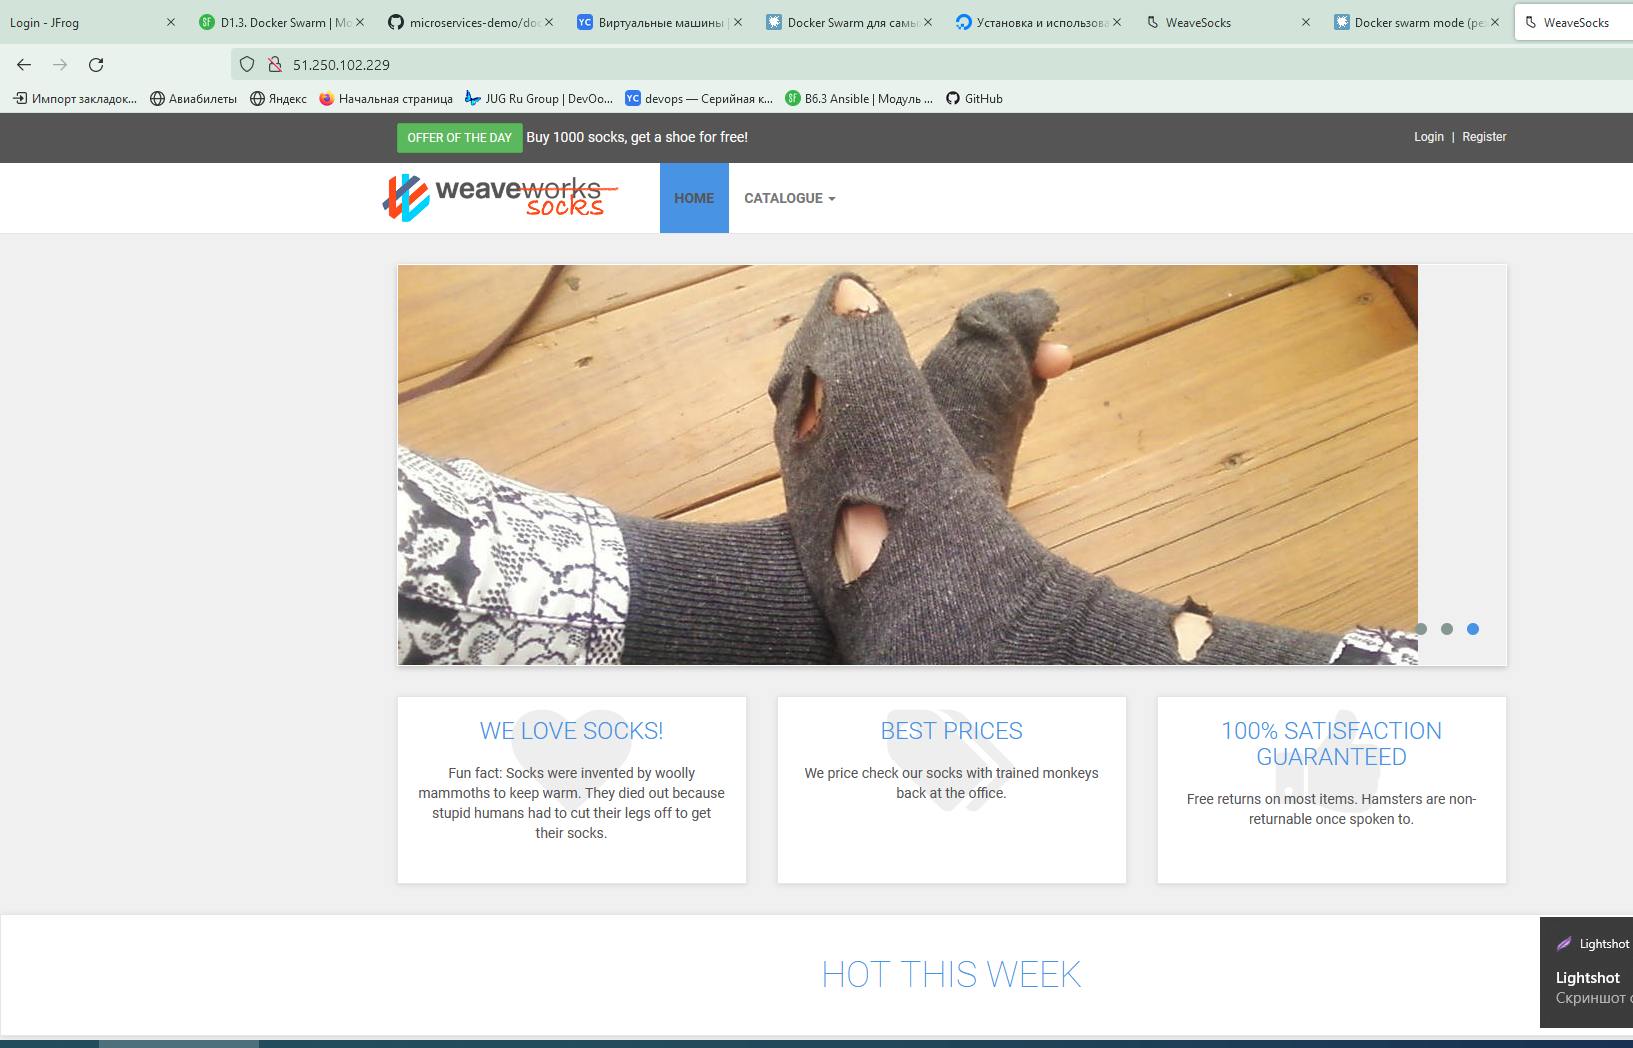 Login - JFrog
D1.3. Docker Swarm | Мо
microservices-demo/doc
Виртуальные машины |
Docker Swarm для самы
Установка и использова
WeaveSocks
Docker swarm mode (ре
WeaveSocks
51.250.102.229
Импорт закладок...
Авиабилеты
Яндекс
Начальная страница
JUG Ru Group | DevOo...
YC devops — Серийная к...
SF B6.3 Ansible | Модуль ...
GitHub
OFFER OF THE DAY Buy 1000 socks, get a shoe for free!
Login | Register
weaveworks
socks
HOME
CATALOGUE
WE LOVE SOCKS!
Fun fact: Socks were invented by woolly
mammoths to keep warm. They died out because
stupid humans had to cut their legs off to get
their socks.
BEST PRICES
We price check our socks with trained monkeys
back at the office.
100% SATISFACTION
GUARANTEED
Free returns on most items. Hamsters are non-
returnable once spoken to.
HOT THIS WEEK
Lightshot
Lightshot
Скриншот